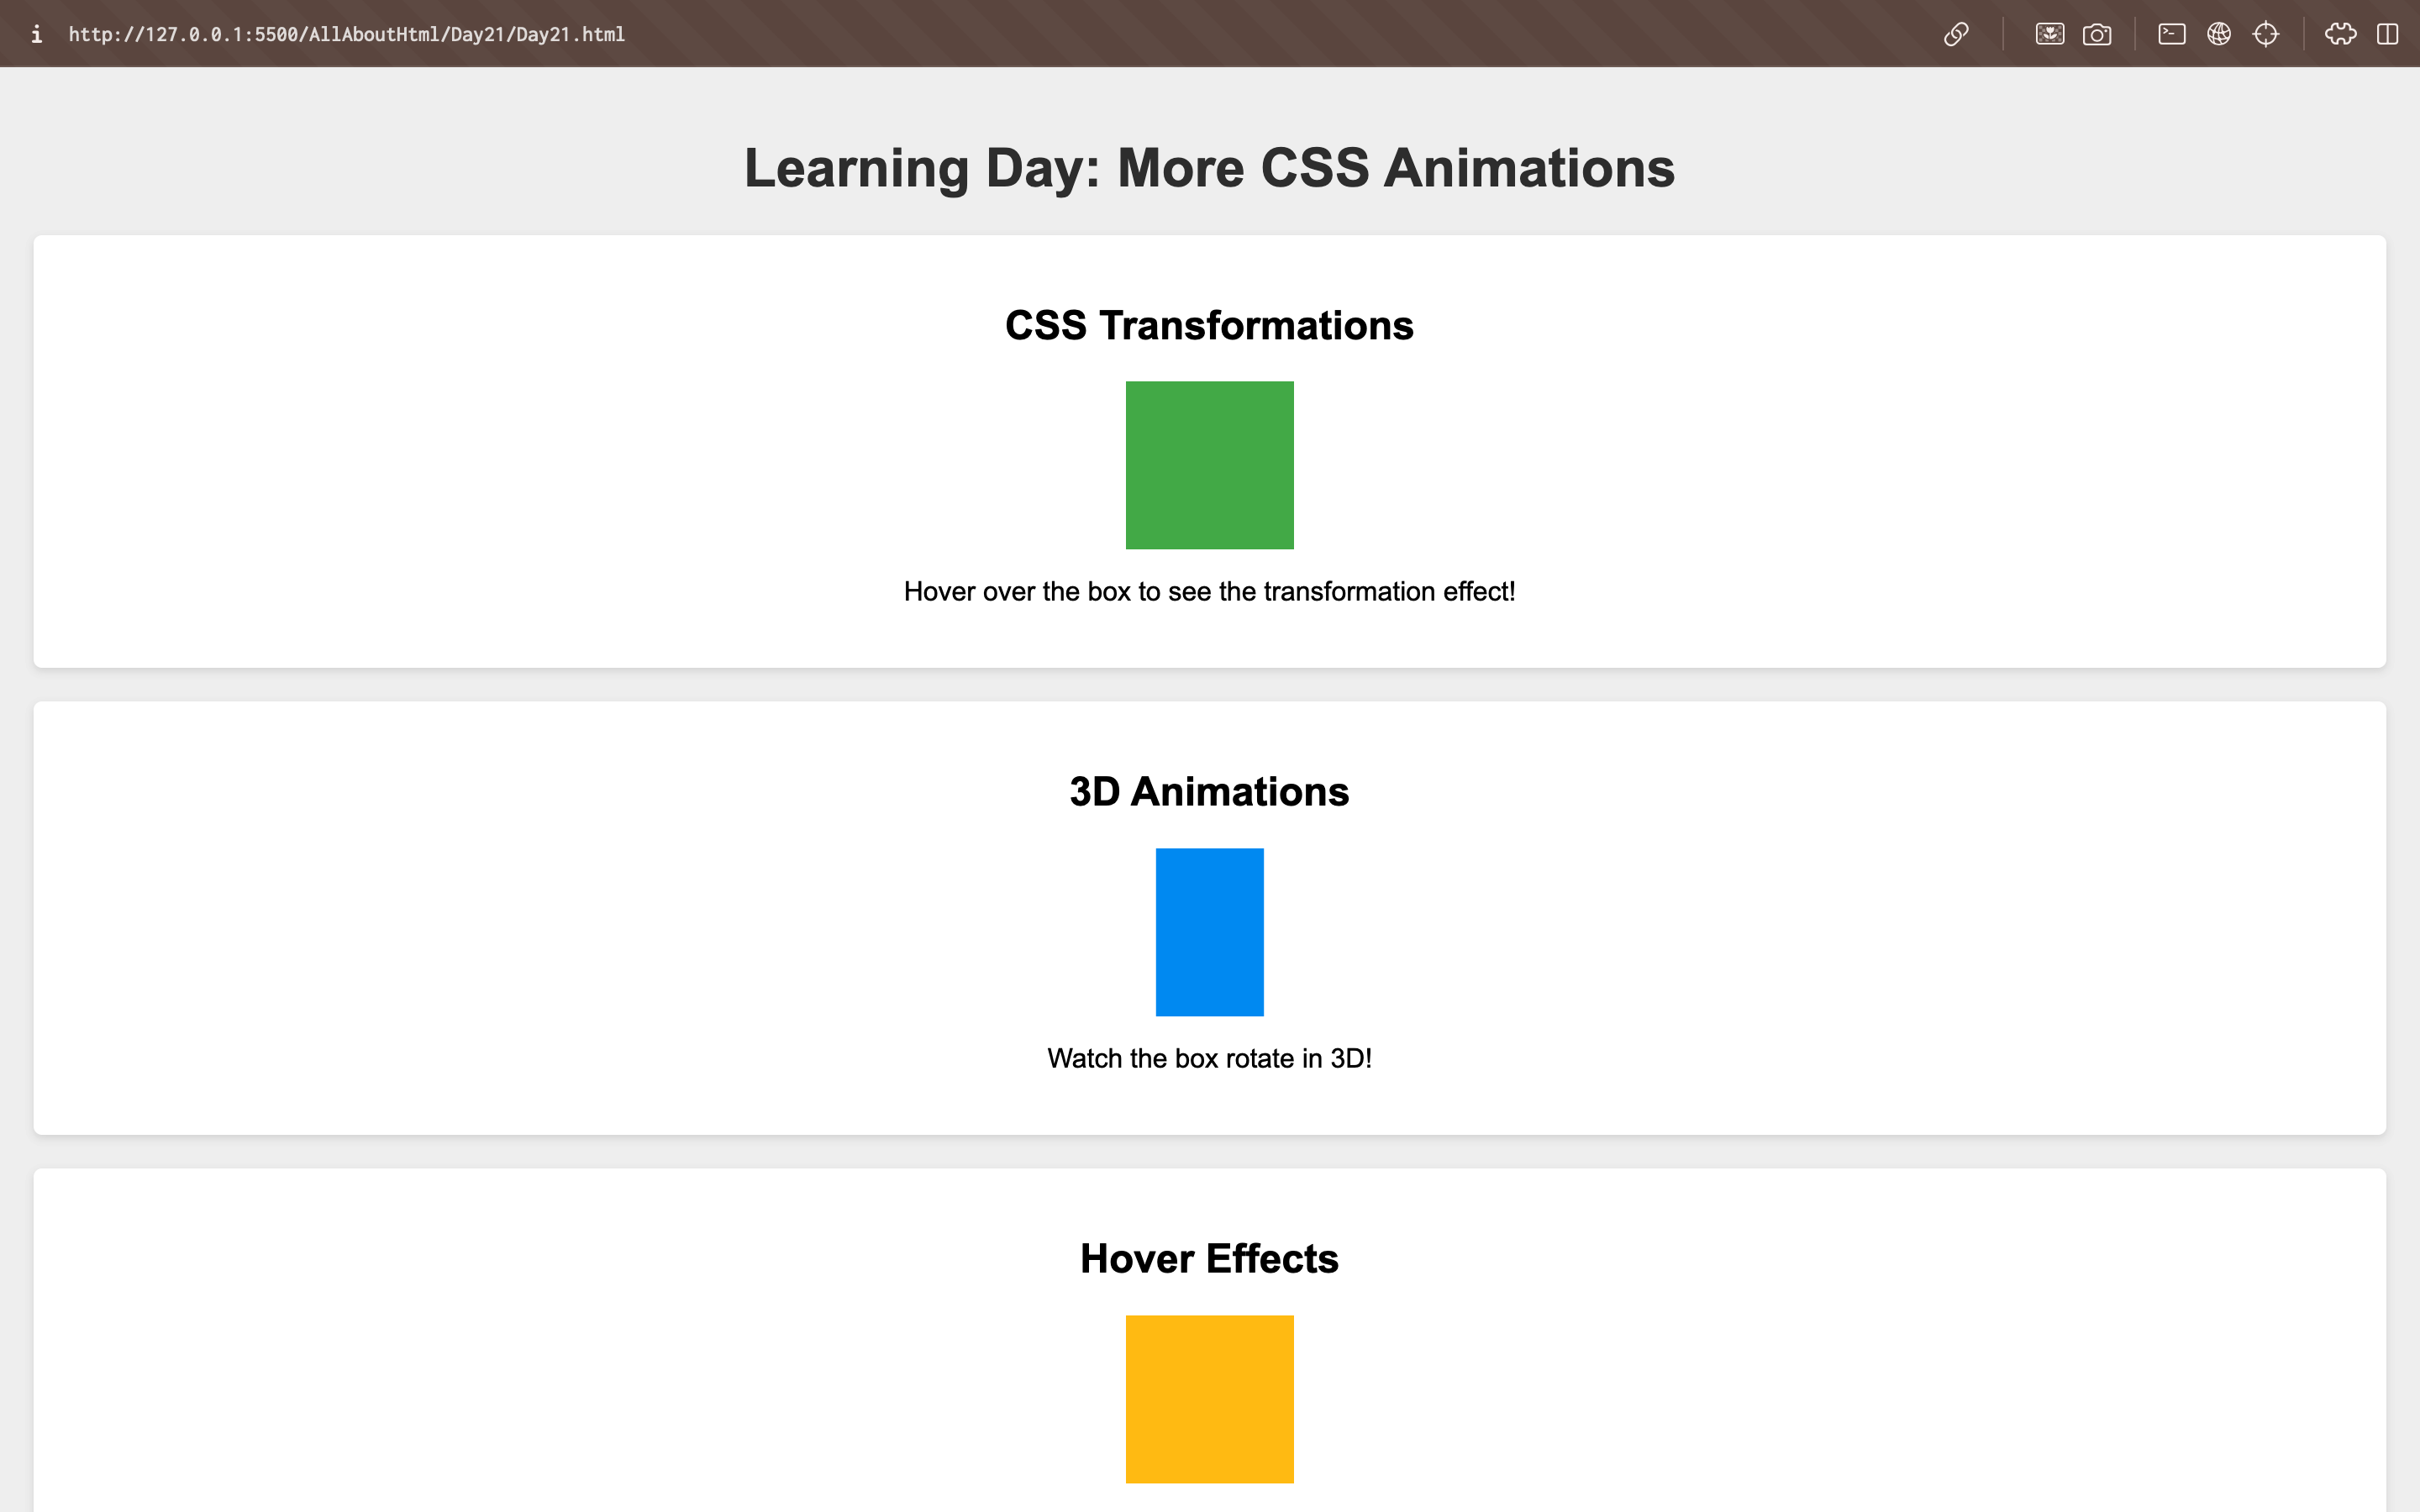 http://127.0.0.1:5500/AllAboutHtml/Day21/Day21.html
Learning Day: More CSS Animations
CSS Transformations
Hover over the box to see the transformation effect!
3D Animations
Watch the box rotate in 3D!
Hover Effects